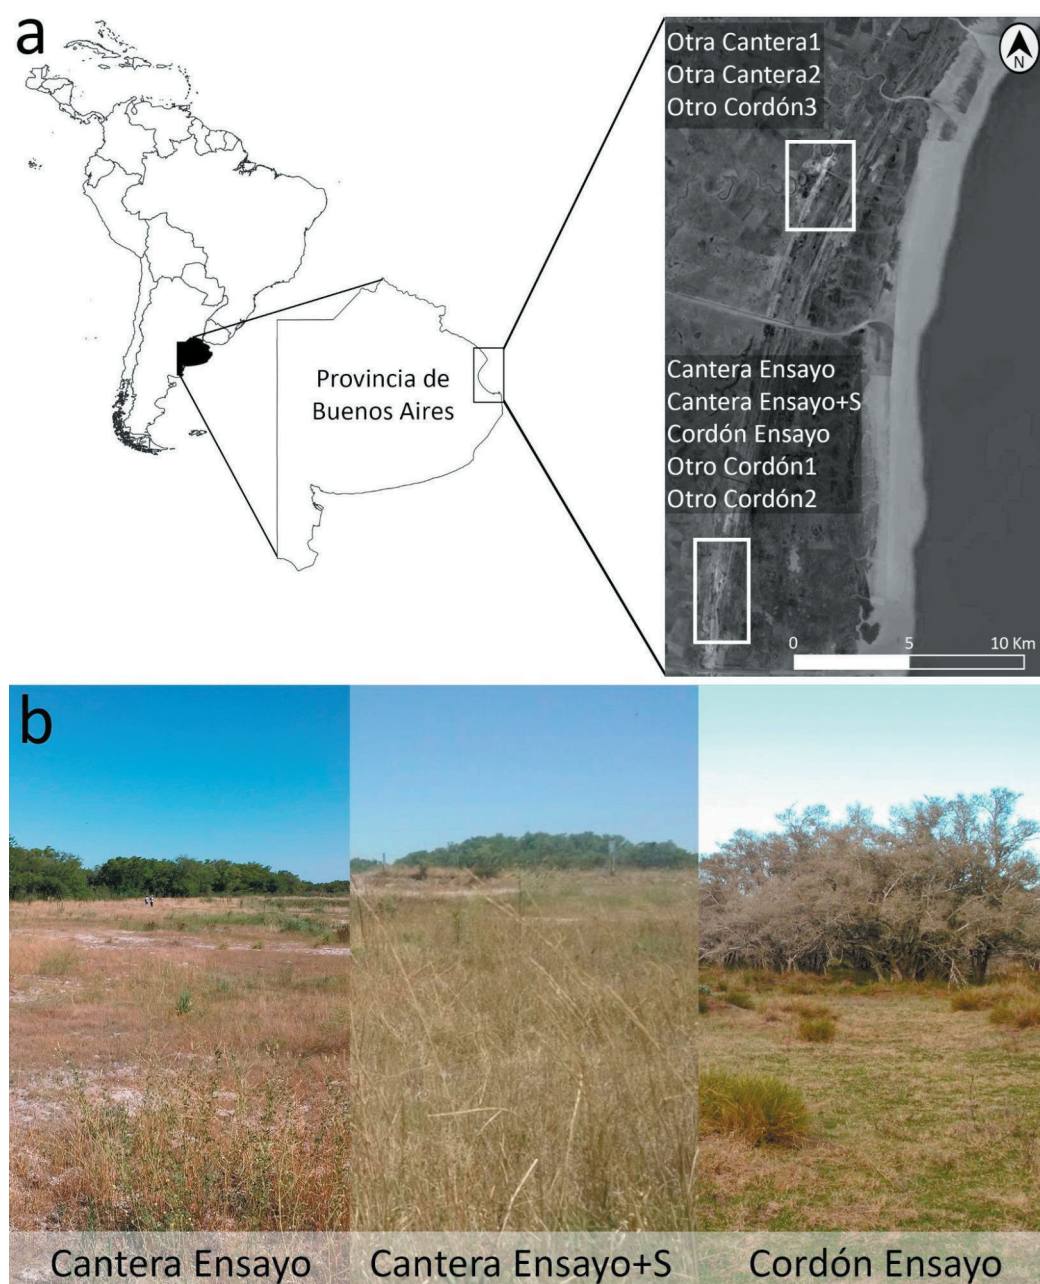 a
Otra Cantera1
Otra Cantera2
Otro Cordón3
N
Provincia de
Buenos Aires
Cantera Ensayo
Cantera Ensayo+S
Cordón Ensayo
Otro Cordón1
Otro Cordón2
0 5 10 Km
b
Cantera Ensayo
Cantera Ensayo+S
Cordón Ensayo